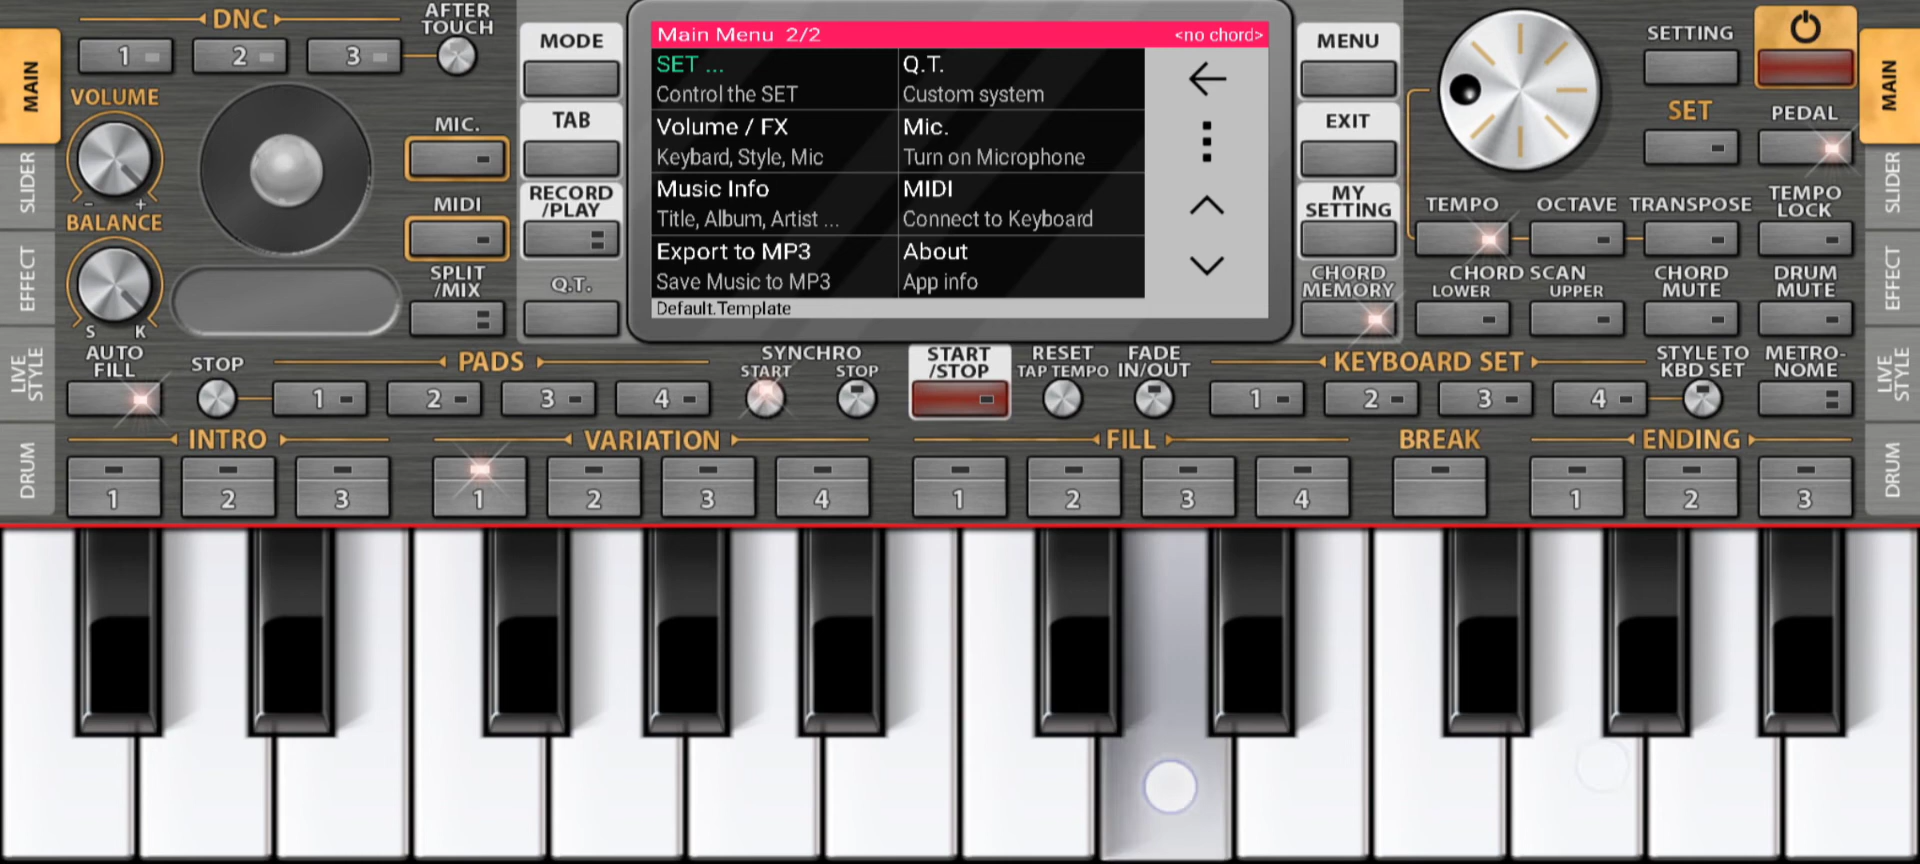 DNC
1 2 3
AFTER
TOUCH
MAIN
SLIDER
EFFECT
LIVE
STYLE
DRUM
VOLUME
- +
BALANCE
S K
MIC.
MIDI
SPLIT
/MIX
MODE
TAB
RECORD
/PLAY
Q.T.
Main Menu 2/2 <no chord>
SET ... Q.T.
Control the SET Custom system
Volume / FX Mic.
Keybard, Style, Mic Turn on Microphone
Music Info MIDI
Title, Album, Artist ... Connect to Keyboard
Export to MP3 About
Save Music to MP3 App info
Default.Template
MENU
EXIT
MY
SETTING
CHORD
MEMORY
SETTING
SET
PEDAL
TEMPO OCTAVE TRANSPOSE
TEMPO
LOCK
CHORD SCAN
LOWER UPPER
CHORD
MUTE
DRUM
MUTE
MAIN
SLIDER
EFFECT
LIVE
STYLE
DRUM
AUTO
FILL
STOP
PADS
1 2 3 4
SYNCHRO
START STOP
START
/STOP
RESET
TAP TEMPO
FADE
IN/OUT
KEYBOARD SET
1 2 3 4
STYLE TO
KBD SET
METRO-
NOME
INTRO
1 2 3
VARIATION
1 2 3 4
FILL
1 2 3 4
BREAK
ENDING
1 2 3